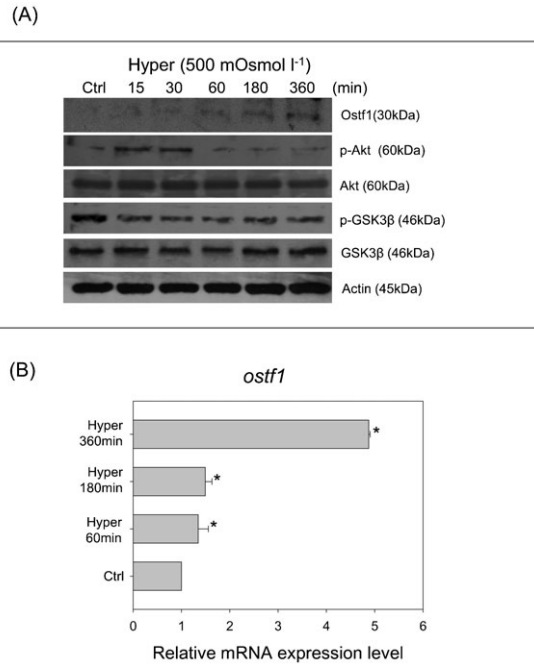 (A)
Hyper (500 mOsmol l⁻¹)
Ctrl 15 30 60 180 360 (min)
Ostf1(30kDa)
p-Akt (60kDa)
Akt (60kDa)
p-GSK3β (46kDa)
GSK3β (46kDa)
Actin (45kDa)
(B)
ostf1
Hyper
360min
*
Hyper
180min
*
Hyper
60min
*
Ctrl
0 1 2 3 4 5 6
Relative mRNA expression level